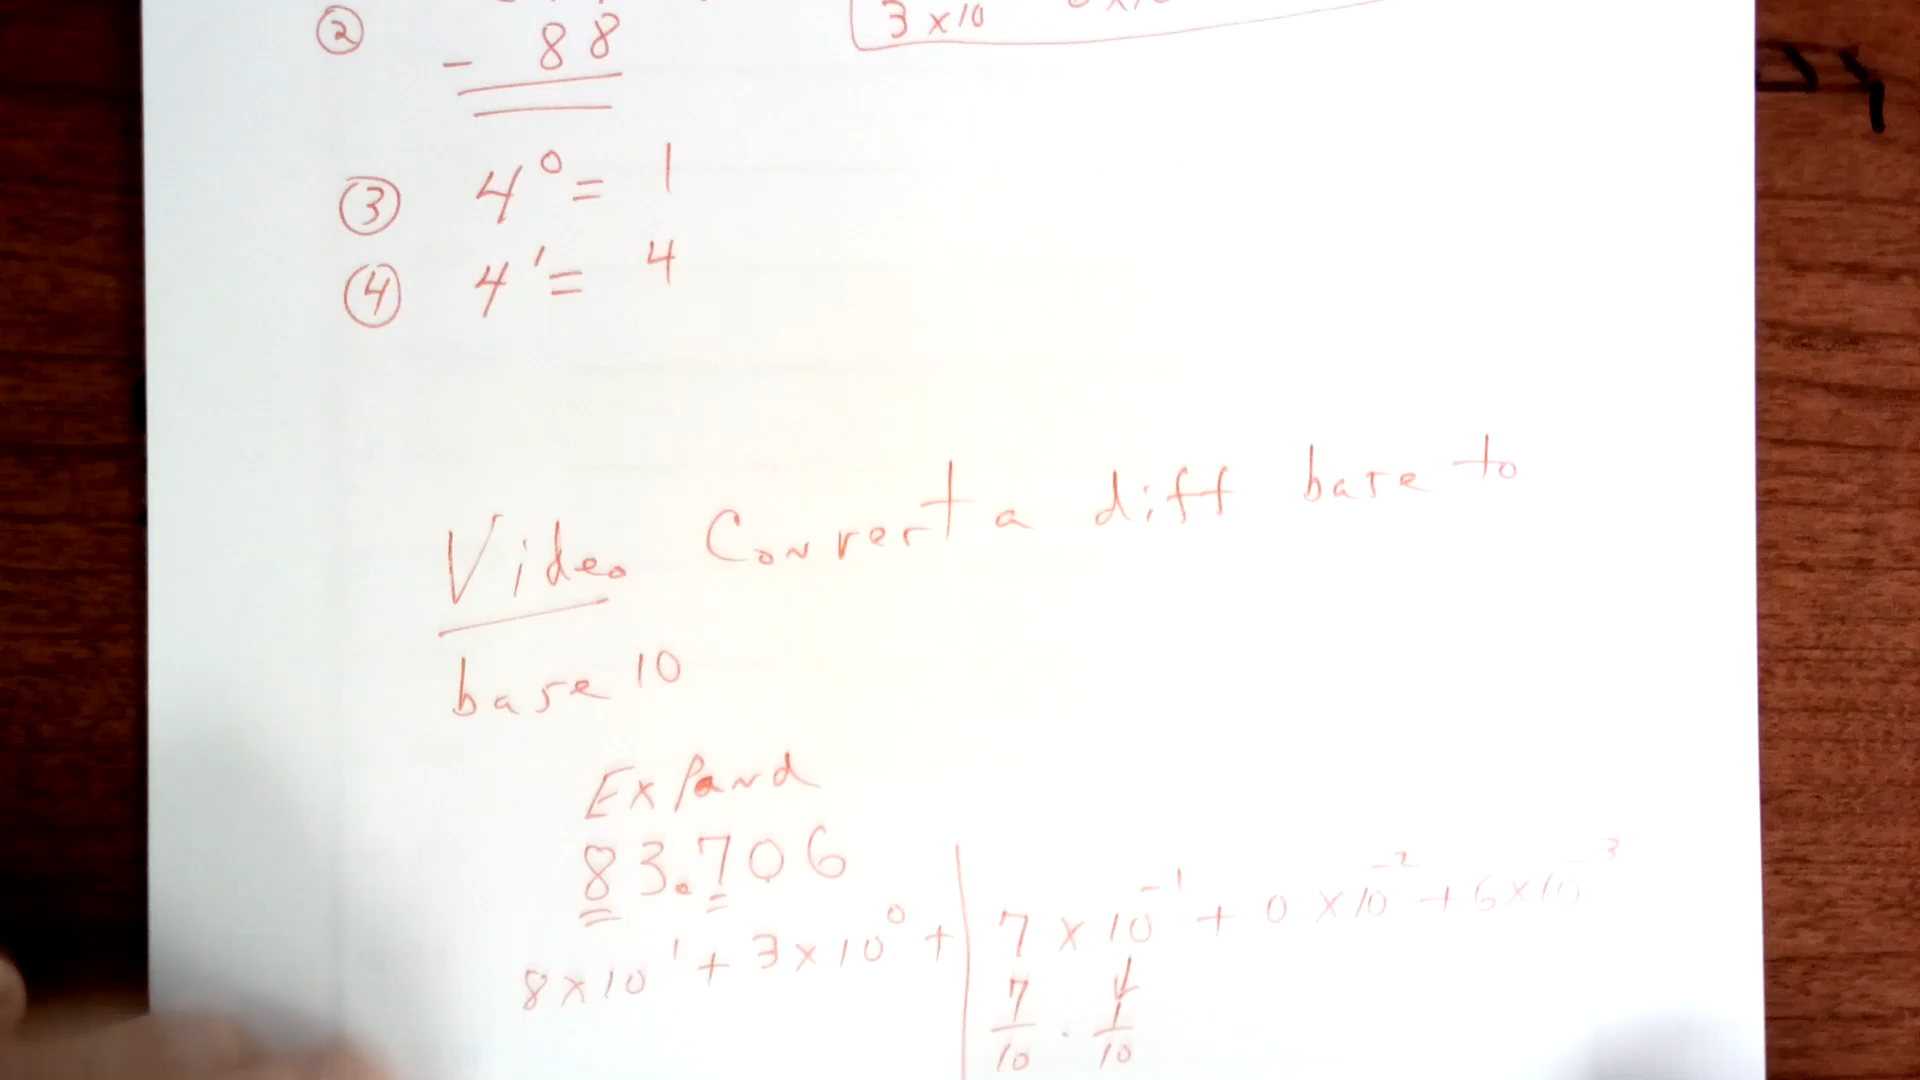 ② 3 x10
- 88
③ 4⁰ = 1
④ 4¹ = 4
Video Convert a diff base to
base 10
Expand
83.706
8 x 10¹ + 3 x 10⁰ + | 7 x 10⁻¹ + 0 x 10⁻² + 6 x 10⁻³
7/10 · 1/10